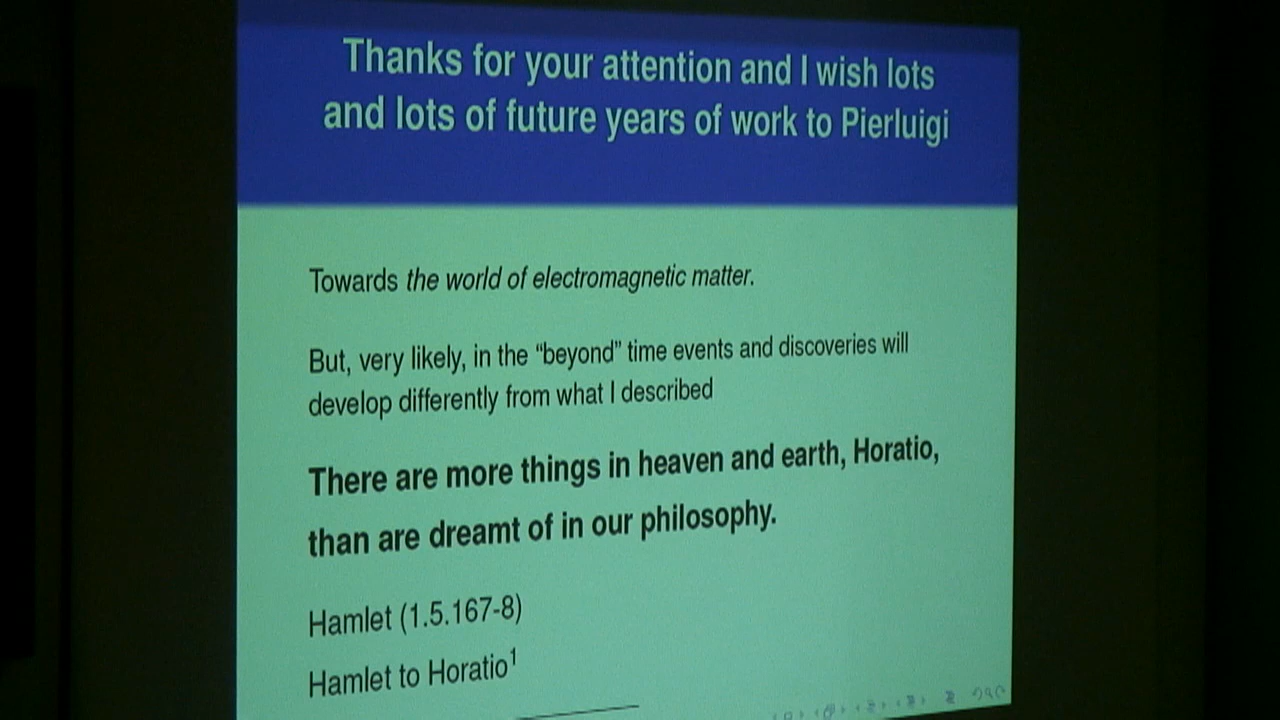 Thanks for your attention and I wish lots
and lots of future years of work to Pierluigi
Towards the world of electromagnetic matter.
But, very likely, in the “beyond” time events and discoveries will
develop differently from what I described
There are more things in heaven and earth, Horatio,
than are dreamt of in our philosophy.
Hamlet (1.5.167-8)
Hamlet to Horatio¹